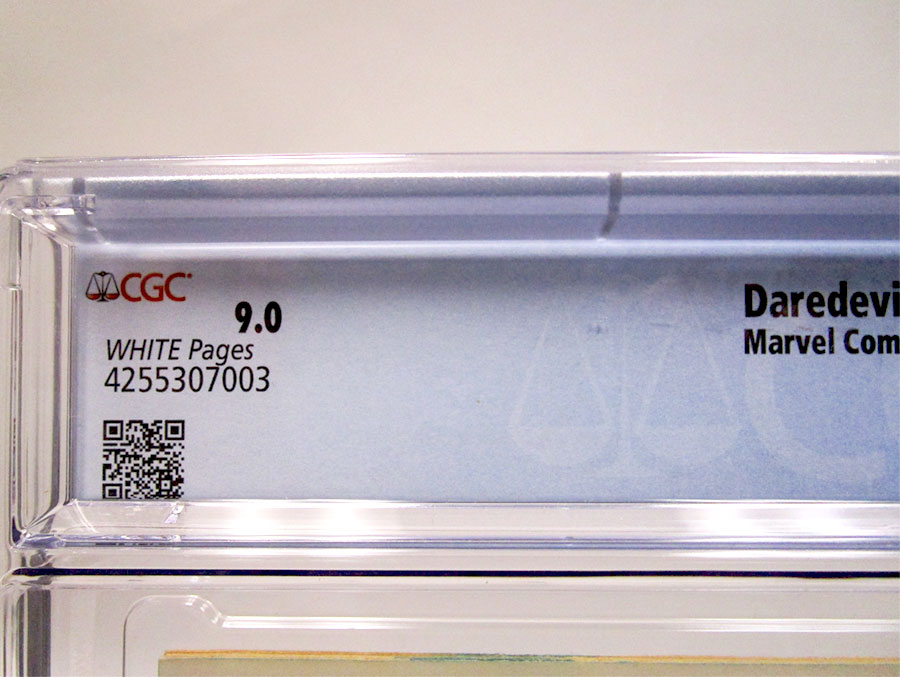 CGC
9.0
WHITE Pages
4255307003
Daredevi
Marvel Com